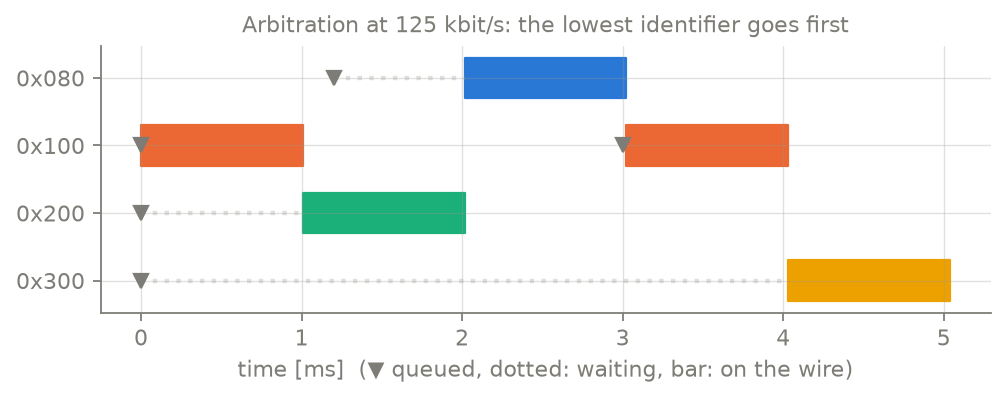 Arbitration at 125 kbit/s: the lowest identifier goes first
0x080
0x100
0x200
0x300
0 1 2 3 4 5
time [ms]  (▼ queued, dotted: waiting, bar: on the wire)